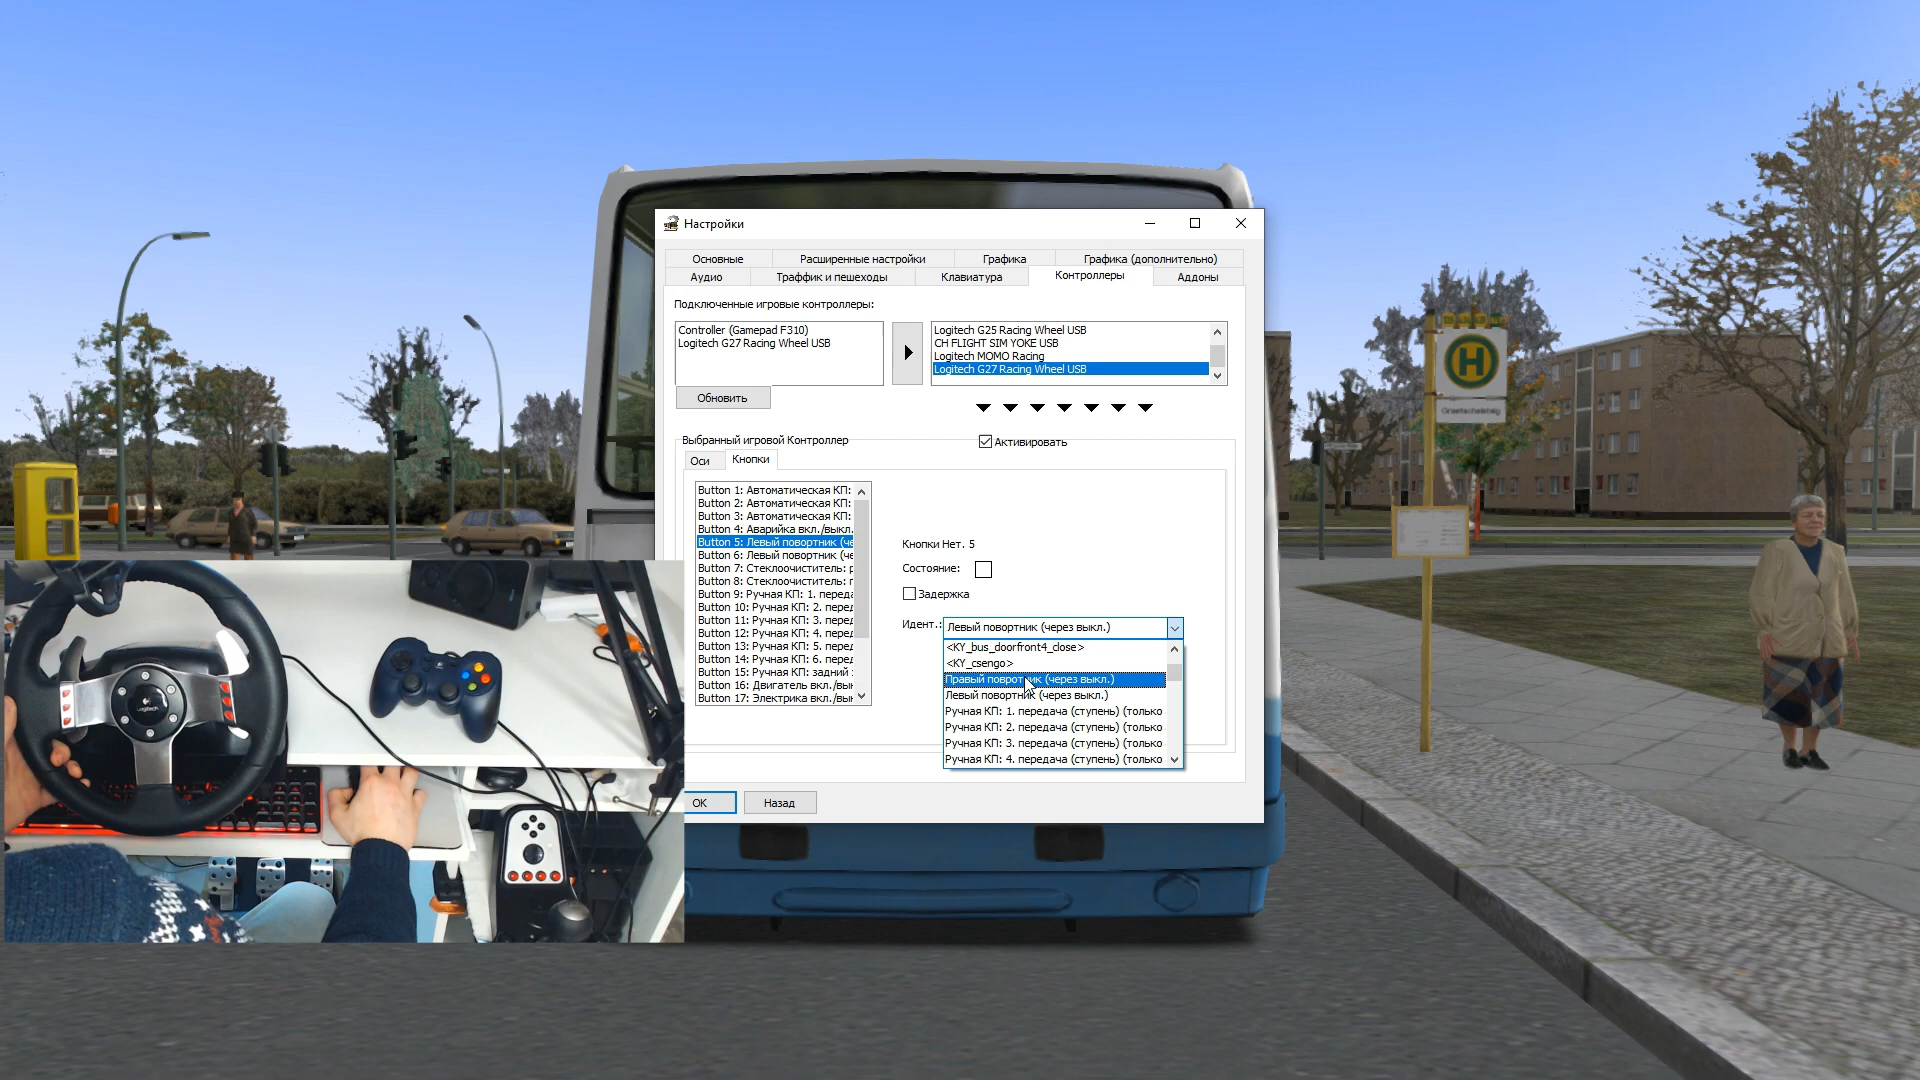 Настройки
Основные
Расширенные настройки
Графика
Графика (дополнительно)
Аудио
Траффик и пешеходы
Клавиатура
Контроллеры
Аддоны
Подключенные игровые контроллеры:
Controller (Gamepad F310)
Logitech G27 Racing Wheel USB
Logitech G25 Racing Wheel USB
CH FLIGHT SIM YOKE USB
Logitech MOMO Racing
Logitech G27 Racing Wheel USB
Обновить
Выбранный игровой Контроллер
Активировать
Оси
Кнопки
Button 1: Автоматическая КП:
Button 2: Автоматическая КП:
Button 3: Автоматическая КП:
Button 4: Аварийка вкл./выкл.
Button 5: Левый повортник (че
Button 6: Левый повортник (че
Button 7: Стеклоочиститель: р
Button 8: Стеклоочиститель: г
Button 9: Ручная КП: 1. переда
Button 10: Ручная КП: 2. перед
Button 11: Ручная КП: 3. перед
Button 12: Ручная КП: 4. перед
Button 13: Ручная КП: 5. перед
Button 14: Ручная КП: 6. перед
Button 15: Ручная КП: задний
Button 16: Двигатель вкл./вык
Button 17: Электрика вкл./вык
Кнопки Нет. 5
Состояние:
Задержка
Идент.:
Левый повортник (через выкл.)
<KY_bus_doorfront4_close>
<KY_csengo>
Правый повротник (через выкл.)
Левый повортник (через выкл.)
Ручная КП: 1. передача (ступень) (только
Ручная КП: 2. передача (ступень) (только
Ручная КП: 3. передача (ступень) (только
Ручная КП: 4. передача (ступень) (только
OK
Назад
H
Logitech